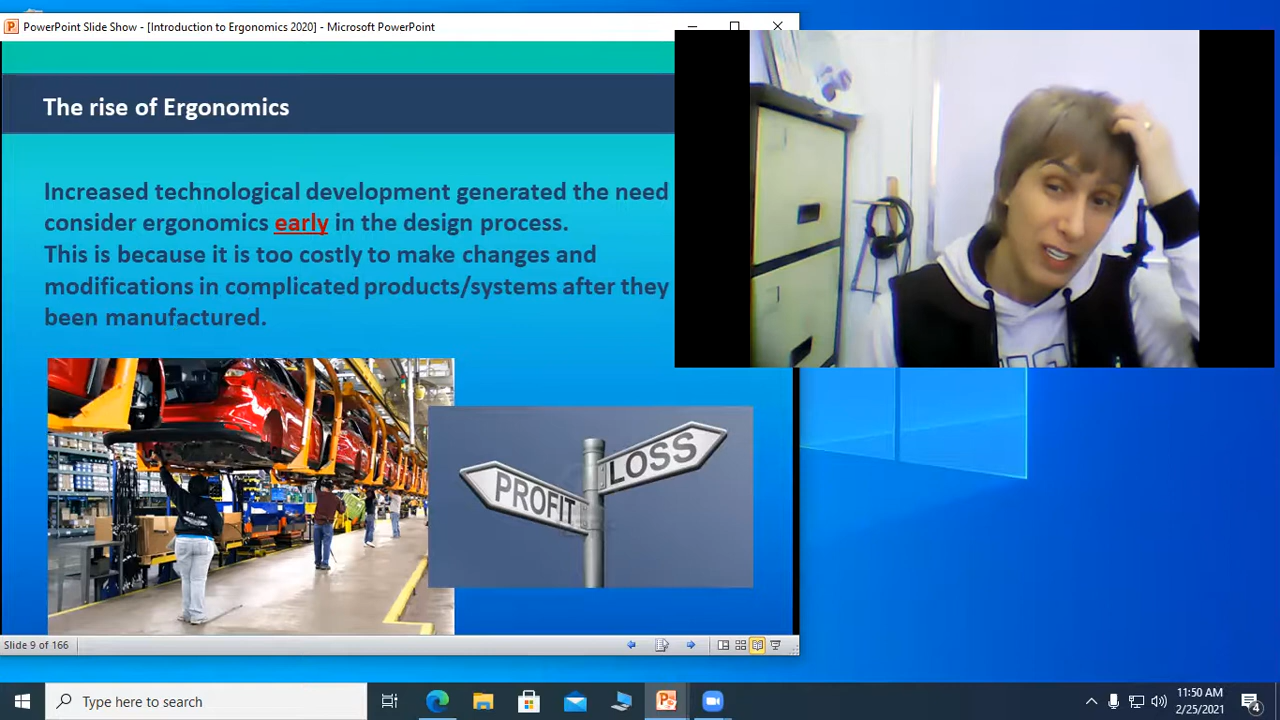 PowerPoint Slide Show - [Introduction to Ergonomics 2020] - Microsoft PowerPoint
The rise of Ergonomics
Increased technological development generated the need
consider ergonomics early in the design process.
This is because it is too costly to make changes and
modifications in complicated products/systems after they
been manufactured.
LOSS
PROFIT
Slide 9 of 166
Type here to search
11:50 AM
2/25/2021
4